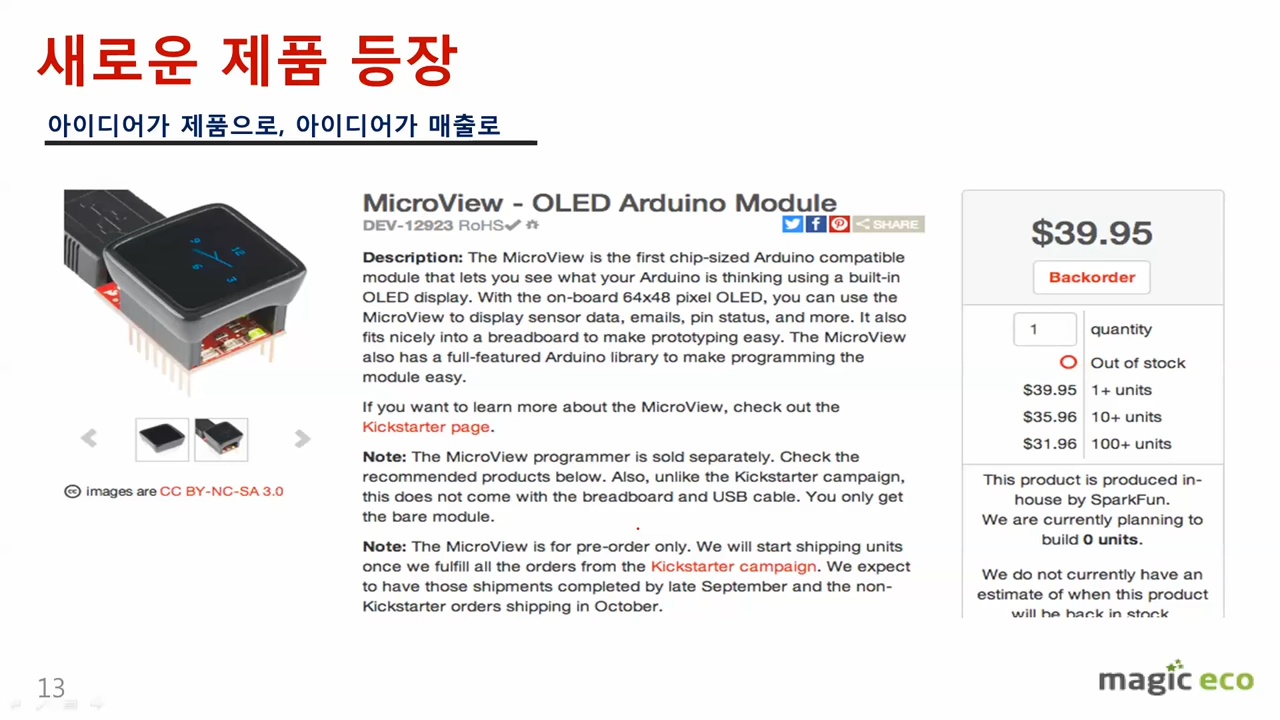 새로운 제품 등장
아이디어가 제품으로, 아이디어가 매출로
MicroView - OLED Arduino Module
DEV-12923 RoHS✓
SHARE
Description: The MicroView is the first chip-sized Arduino compatible
module that lets you see what your Arduino is thinking using a built-in
OLED display. With the on-board 64x48 pixel OLED, you can use the
MicroView to display sensor data, emails, pin status, and more. It also
fits nicely into a breadboard to make prototyping easy. The MicroView
also has a full-featured Arduino library to make programming the
module easy.
If you want to learn more about the MicroView, check out the
Kickstarter page.
Note: The MicroView programmer is sold separately. Check the
recommended products below. Also, unlike the Kickstarter campaign,
this does not come with the breadboard and USB cable. You only get
the bare module.
Note: The MicroView is for pre-order only. We will start shipping units
once we fulfill all the orders from the Kickstarter campaign. We expect
to have those shipments completed by late September and the non-
Kickstarter orders shipping in October.
12
3
6
9
cc images are CC BY-NC-SA 3.0
$39.95
Backorder
1 quantity
Out of stock
$39.95 1+ units
$35.96 10+ units
$31.96 100+ units
This product is produced in-
house by SparkFun.
We are currently planning to
build 0 units.
We do not currently have an
estimate of when this product
will be back in stock
13
magic eco